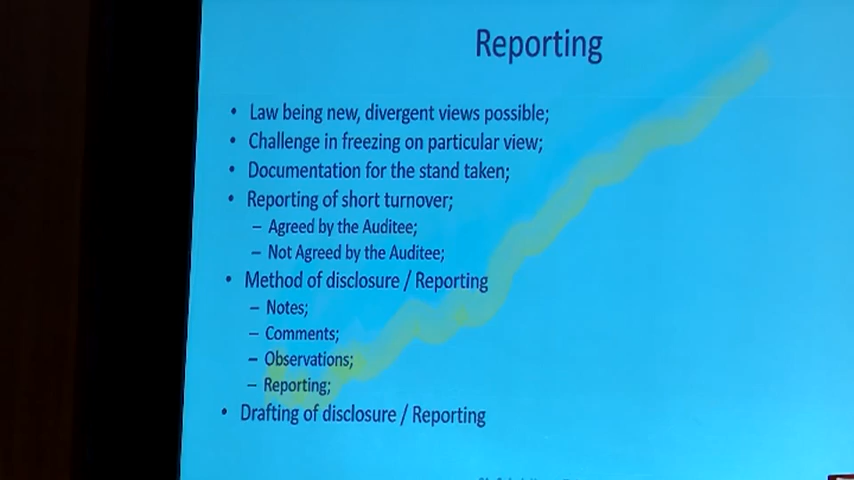 Reporting
• Law being new, divergent views possible;
• Challenge in freezing on particular view;
• Documentation for the stand taken;
• Reporting of short turnover;
– Agreed by the Auditee;
– Not Agreed by the Auditee;
• Method of disclosure / Reporting
– Notes;
– Comments;
– Observations;
– Reporting;
• Drafting of disclosure / Reporting